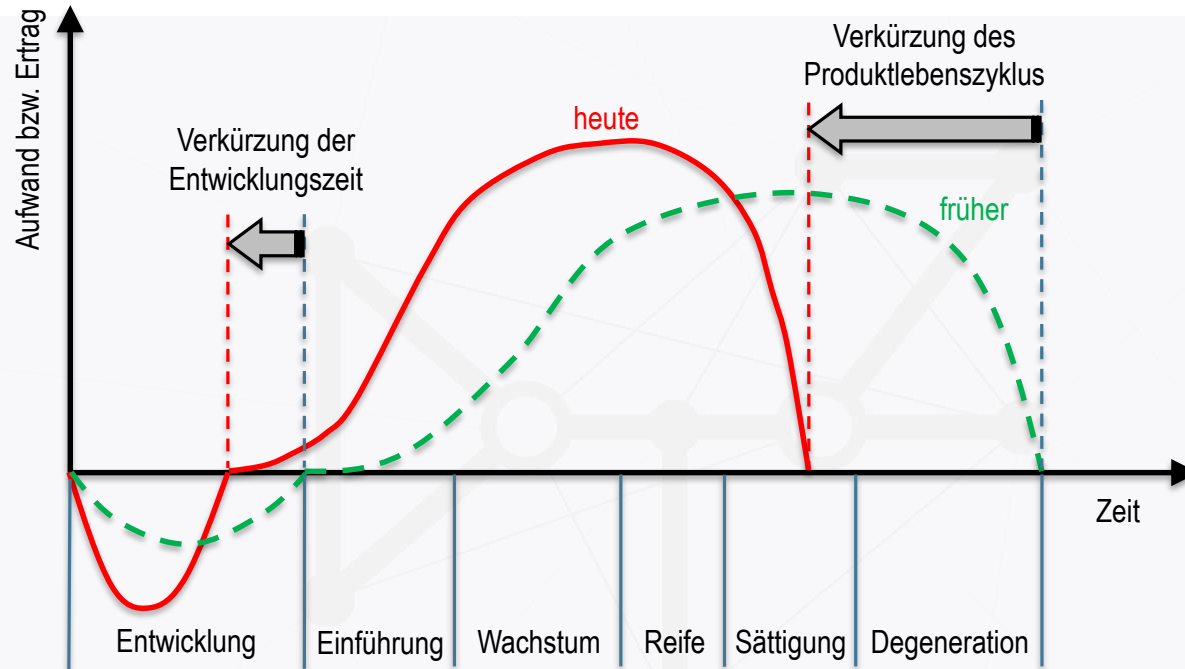 Aufwand bzw. Ertrag
Verkürzung der
Entwicklungszeit
heute
Verkürzung des
Produktlebenszyklus
früher
Zeit
Entwicklung
Einführung
Wachstum
Reife
Sättigung
Degeneration